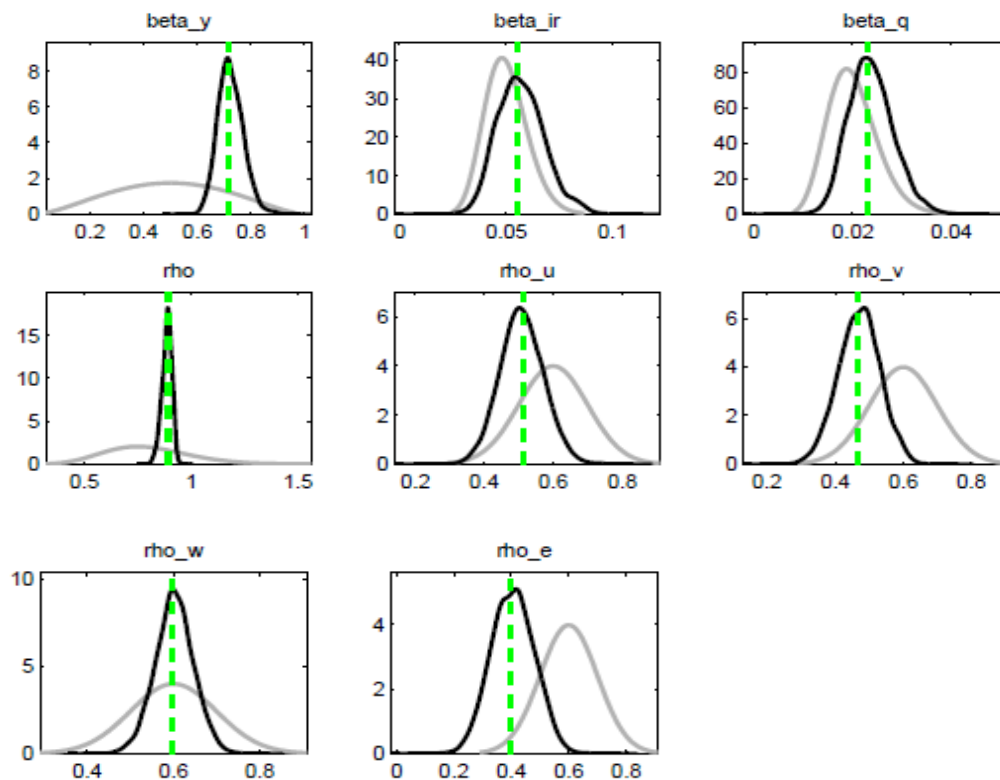 beta_y beta_ir beta_q
8 6 4 2 0
0.2 0.4 0.6 0.8 1
40 30 20 10 0
0 0.05 0.1
80 60 40 20 0
0 0.02 0.04
rho rho_u rho_v
15 10 5 0
0.5 1 1.5
6 4 2 0
0.2 0.4 0.6 0.8
6 4 2 0
0.2 0.4 0.6 0.8
rho_w rho_e
10 5 0
0.4 0.6 0.8
4 2 0
0 0.2 0.4 0.6 0.8